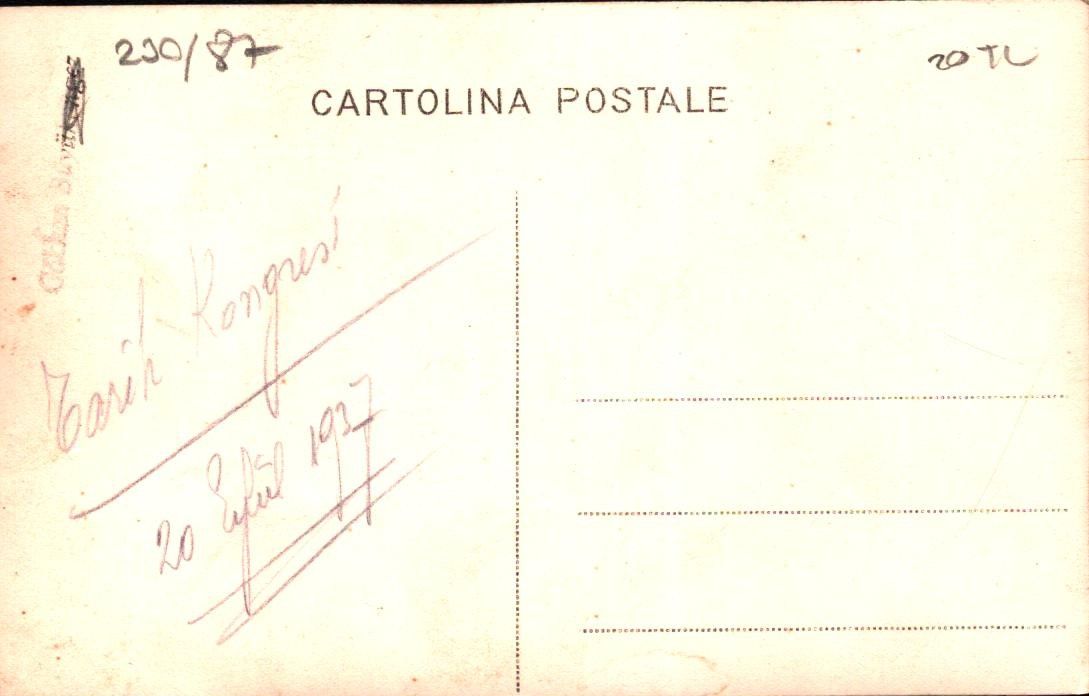 230/87
20 TL
CARTOLINA POSTALE
Tarih Kongresi
20 Eylül 1937